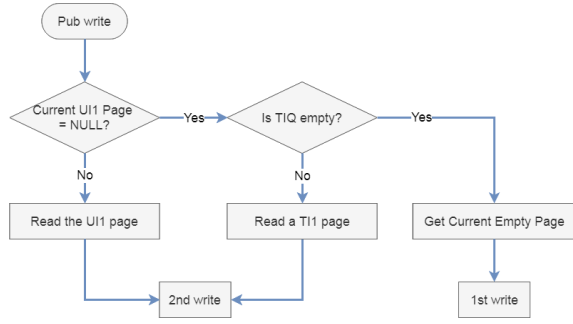 Pub write
Current UI1 Page
= NULL?
Yes
Is TIQ empty?
Yes
No
No
Read the UI1 page
Read a TI1 page
Get Current Empty Page
2nd write
1st write